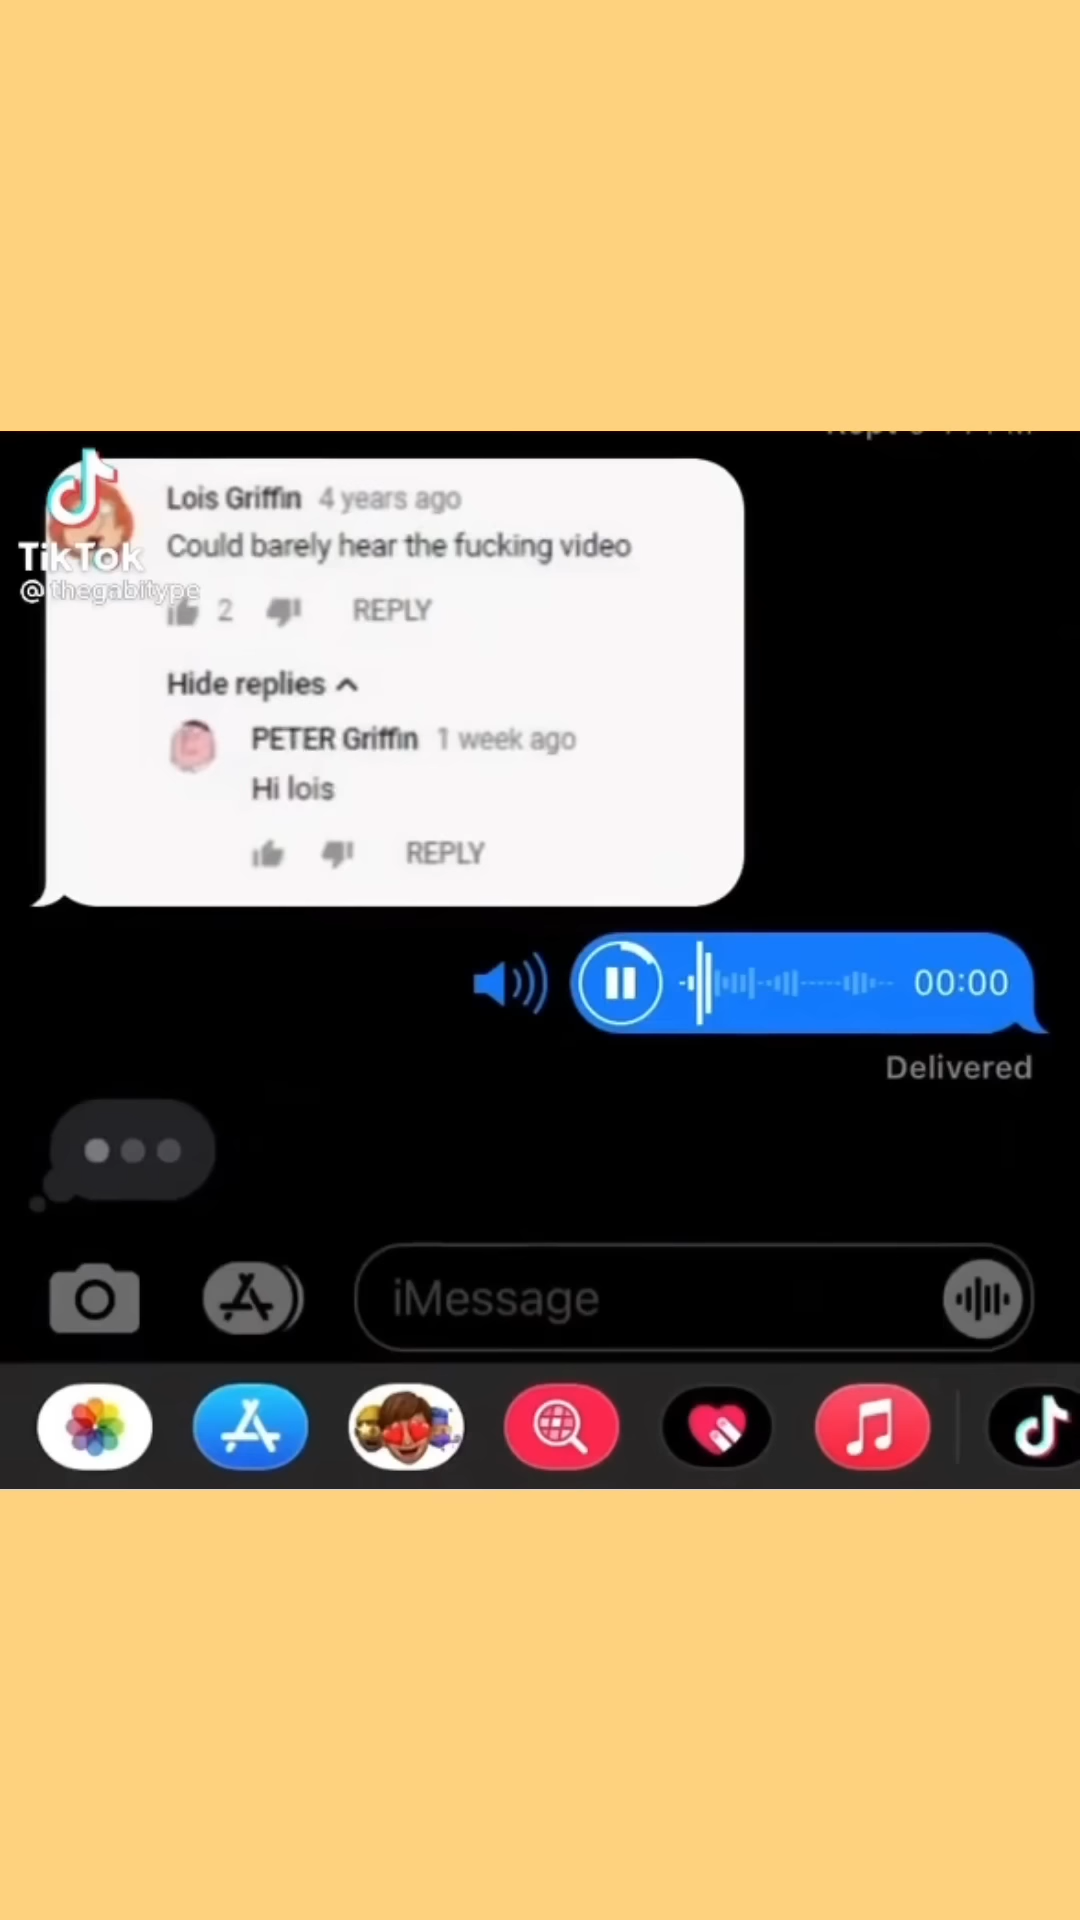 Lois Griffin 4 years ago
Could barely hear the fucking video
2 REPLY
Hide replies
PETER Griffin 1 week ago
Hi lois
REPLY
TikTok
@thegabitype
00:00
Delivered
iMessage